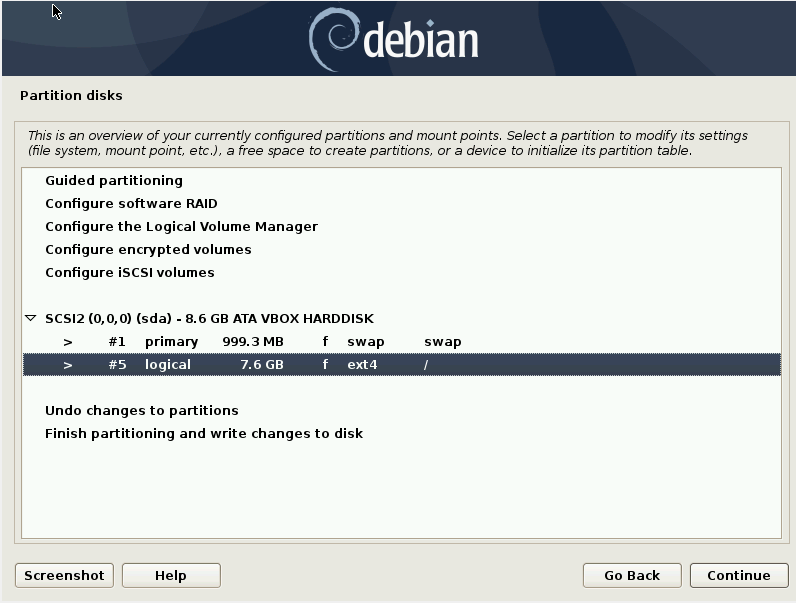 debian
Partition disks
This is an overview of your currently configured partitions and mount points. Select a partition to modify its settings
(file system, mount point, etc.), a free space to create partitions, or a device to initialize its partition table.
Guided partitioning
Configure software RAID
Configure the Logical Volume Manager
Configure encrypted volumes
Configure iSCSI volumes
SCSI2 (0,0,0) (sda) - 8.6 GB ATA VBOX HARDDISK
> #1 primary 999.3 MB f swap swap
> #5 logical 7.6 GB f ext4 /
Undo changes to partitions
Finish partitioning and write changes to disk
Screenshot Help Go Back Continue